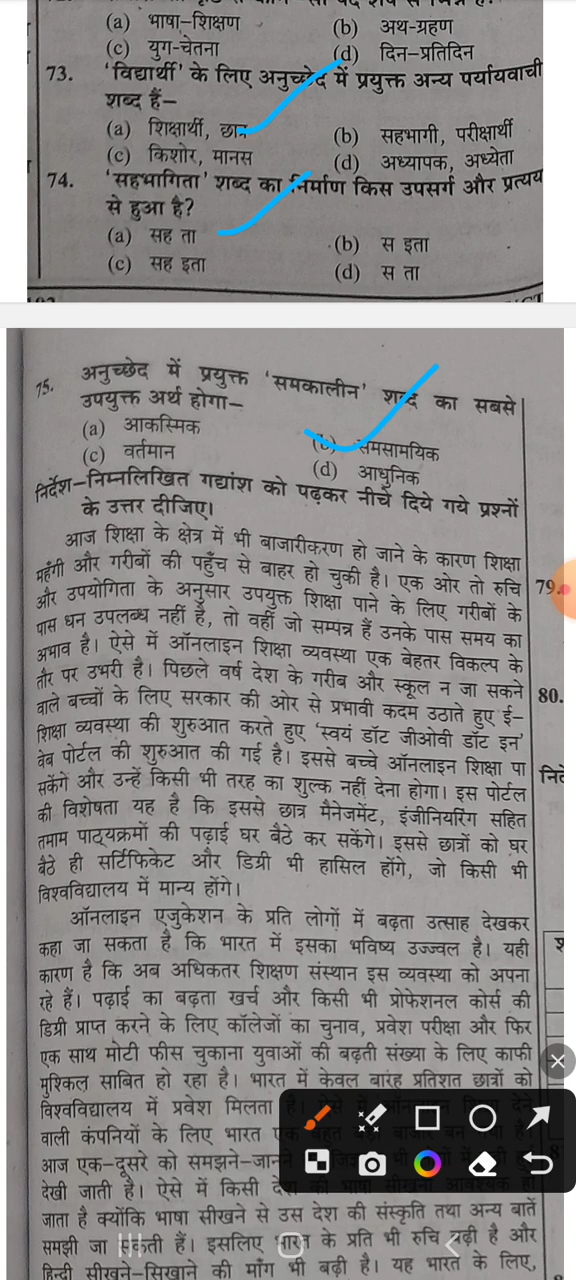 (a) भाषा–शिक्षण
(b) अथ-ग्रहण
(c) युग-चेतना
(d) दिन–प्रतिदिन
73. 'विद्यार्थी' के लिए अनुच्छेद में प्रयुक्त अन्य पर्यायवाची
शब्द हैं–
(a) शिक्षार्थी, छात्र
(b) सहभागी, परीक्षार्थी
(c) किशोर, मानस
(d) अध्यापक, अध्येता
74. 'सहभागिता' शब्द का निर्माण किस उपसर्ग और प्रत्यय
से हुआ है?
(a) सह ता
(b) स इता
(c) सह इता
(d) स ता
75. अनुच्छेद में प्रयुक्त 'समकालीन' शब्द का सबसे
उपयुक्त अर्थ होगा–
(a) आकस्मिक
(b) समसामयिक
(c) वर्तमान
(d) आधुनिक
निर्देश–निम्नलिखित गद्यांश को पढ़कर नीचे दिये गये प्रश्नों
के उत्तर दीजिए।
आज शिक्षा के क्षेत्र में भी बाजारीकरण हो जाने के कारण शिक्षा
महँगी और गरीबों की पहुँच से बाहर हो चुकी है। एक ओर तो रुचि
और उपयोगिता के अनुसार उपयुक्त शिक्षा पाने के लिए गरीबों के
पास धन उपलब्ध नहीं है, तो वहीं जो सम्पन्न हैं उनके पास समय का
अभाव है। ऐसे में ऑनलाइन शिक्षा व्यवस्था एक बेहतर विकल्प के
तौर पर उभरी है। पिछले वर्ष देश के गरीब और स्कूल न जा सकने
वाले बच्चों के लिए सरकार की ओर से प्रभावी कदम उठाते हुए ई–
शिक्षा व्यवस्था की शुरुआत करते हुए 'स्वयं डॉट जीओवी डॉट इन'
वेब पोर्टल की शुरुआत की गई है। इससे बच्चे ऑनलाइन शिक्षा पा
सकेंगे और उन्हें किसी भी तरह का शुल्क नहीं देना होगा। इस पोर्टल
की विशेषता यह है कि इससे छात्र मैनेजमेंट, इंजीनियरिंग सहित
तमाम पाठ्यक्रमों की पढ़ाई घर बैठे कर सकेंगे। इससे छात्रों को घर
बैठे ही सर्टिफिकेट और डिग्री भी हासिल होंगे, जो किसी भी
विश्वविद्यालय में मान्य होंगे।
ऑनलाइन एजुकेशन के प्रति लोगों में बढ़ता उत्साह देखकर
कहा जा सकता है कि भारत में इसका भविष्य उज्ज्वल है। यही
कारण है कि अब अधिकतर शिक्षण संस्थान इस व्यवस्था को अपना
रहे हैं। पढ़ाई का बढ़ता खर्च और किसी भी प्रोफेशनल कोर्स की
डिग्री प्राप्त करने के लिए कॉलेजों का चुनाव, प्रवेश परीक्षा और फिर
एक साथ मोटी फीस चुकाना युवाओं की बढ़ती संख्या के लिए काफी
मुश्किल साबित हो रहा है। भारत में केवल बारह प्रतिशत छात्रों को
विश्वविद्यालय में प्रवेश मिलता है। ऐसे में
वाली कंपनियों के लिए भारत एक बहुत बड़ा बाजार बन गया है।
आज एक–दूसरे को समझने–जानने
देखी जाती है। ऐसे में किसी देश की भाषा सीखना आवश्यक हो
जाता है क्योंकि भाषा सीखने से उस देश की संस्कृति तथा अन्य बातें
समझी जा सकती हैं। इसलिए भारत के प्रति भी रुचि बढ़ी है और
हिन्दी सीखने–सिखाने की माँग भी बढ़ी है। यह भारत के लिए,
79.
80.